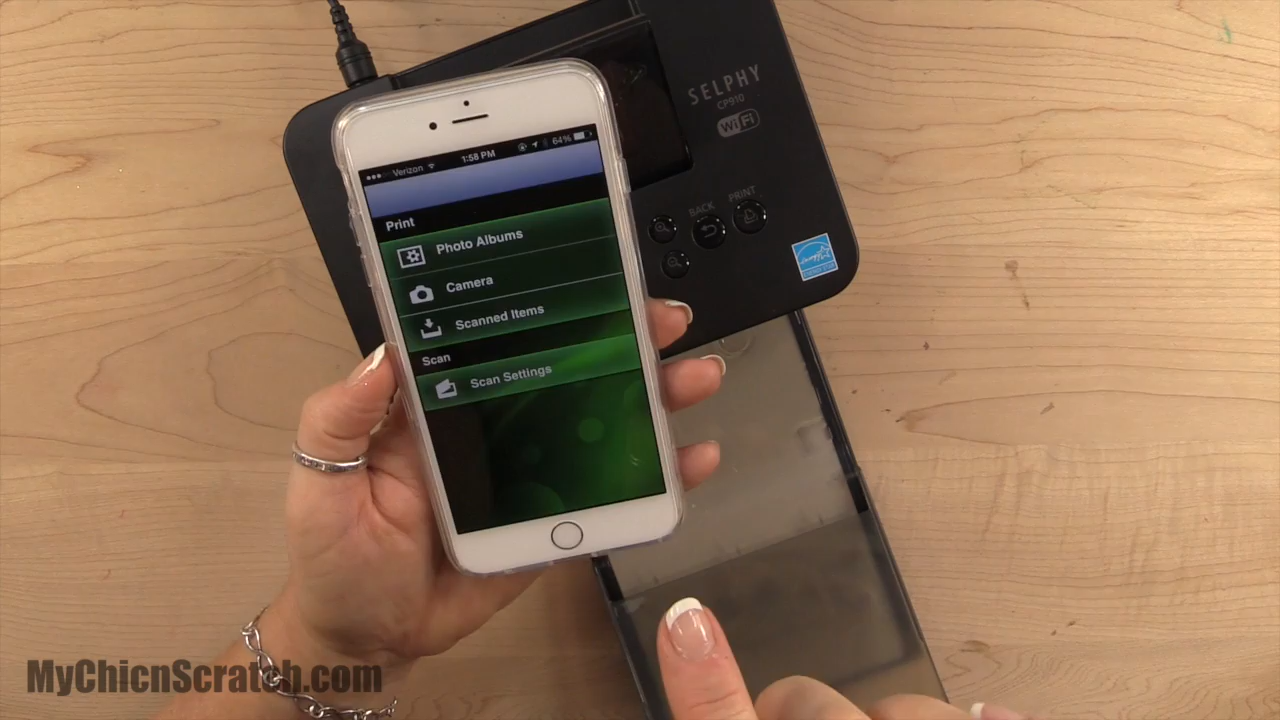 SELPHY
CP910
WiFi
BACK
PRINT
Verizon
1:58 PM
64%
Print
Photo Albums
Camera
Scanned Items
Scan
Scan Settings
MyChicnScratch.com